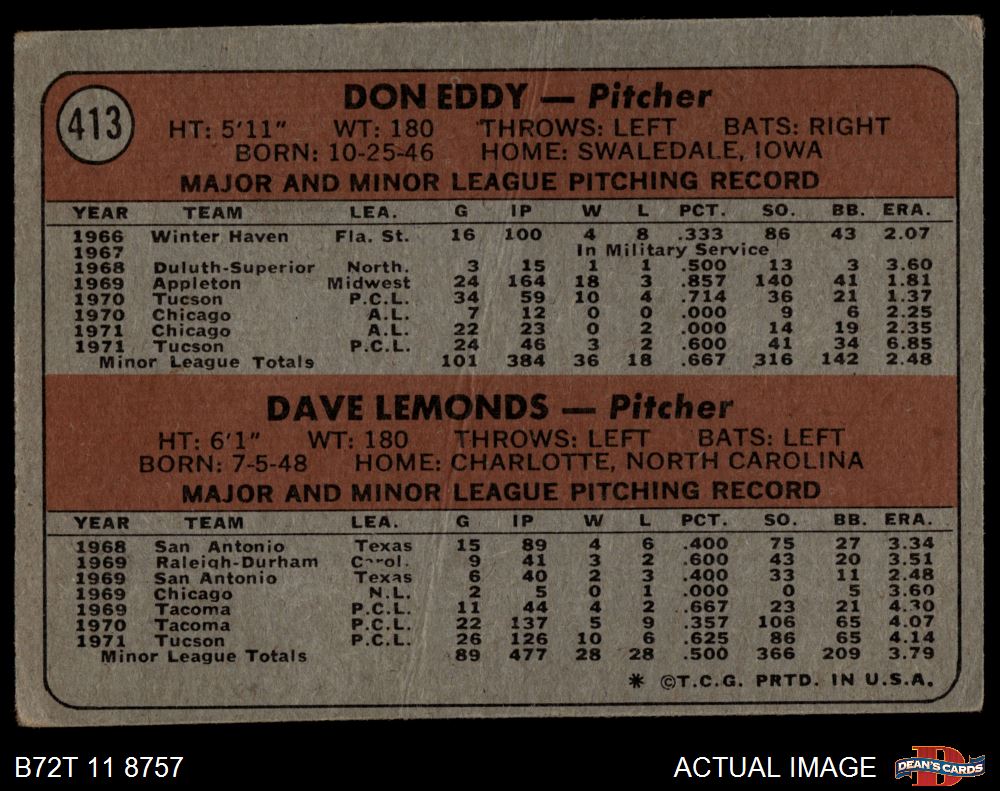 413
DON EDDY — Pitcher
HT: 5'11" WT: 180 THROWS: LEFT BATS: RIGHT
BORN: 10-25-46 HOME: SWALEDALE, IOWA
MAJOR AND MINOR LEAGUE PITCHING RECORD
YEAR TEAM LEA. G IP W L PCT. SO. BB. ERA.
1966 Winter Haven Fla. St. 16 100 4 8 .333 86 43 2.07
1967 In Military Service
1968 Duluth-Superior North. 3 15 1 1 .500 13 3 3.60
1969 Appleton Midwest 24 164 18 3 .857 140 41 1.81
1970 Tucson P.C.L. 34 59 10 4 .714 36 21 1.37
1970 Chicago A.L. 7 12 0 0 .000 9 6 2.25
1971 Chicago A.L. 22 23 0 2 .000 14 19 2.35
1971 Tucson P.C.L. 24 46 3 2 .600 41 34 6.85
Minor League Totals 101 384 36 18 .667 316 142 2.48
DAVE LEMONDS — Pitcher
HT: 6'1" WT: 180 THROWS: LEFT BATS: LEFT
BORN: 7-5-48 HOME: CHARLOTTE, NORTH CAROLINA
MAJOR AND MINOR LEAGUE PITCHING RECORD
YEAR TEAM LEA. G IP W L PCT. SO. BB. ERA.
1968 San Antonio Texas 15 89 4 6 .400 75 27 3.34
1969 Raleigh-Durham Carol. 9 41 3 2 .600 43 20 3.51
1969 San Antonio Texas 6 40 2 3 .400 33 11 2.48
1969 Chicago N.L. 2 5 0 1 .000 0 5 3.60
1969 Tacoma P.C.L. 11 44 4 2 .667 23 21 4.30
1970 Tacoma P.C.L. 22 137 5 9 .357 106 65 4.07
1971 Tucson P.C.L. 26 126 10 6 .625 86 65 4.14
Minor League Totals 89 477 28 28 .500 366 209 3.79
* ©T.C.G. PRTD. IN U.S.A.
B72T 11 8757 ACTUAL IMAGE
D DEAN'S CARDS